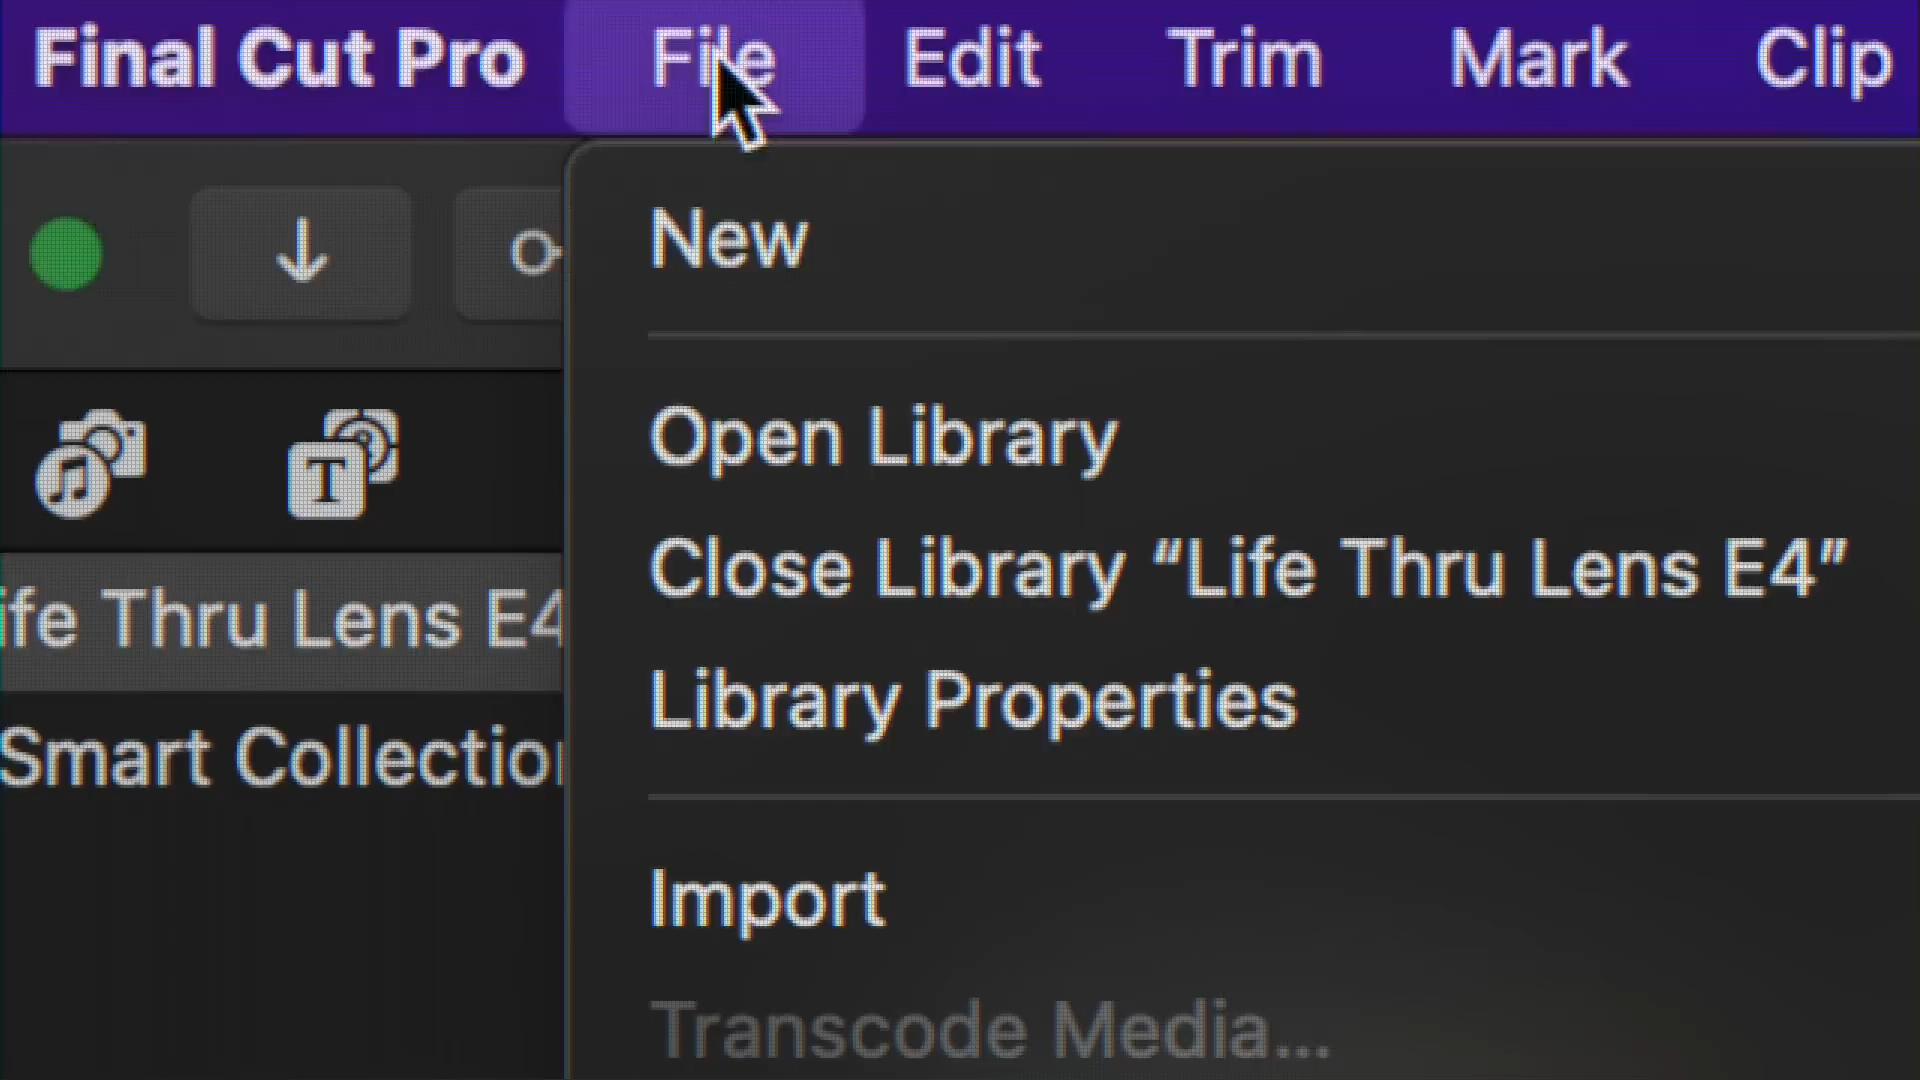 Final Cut Pro File Edit Trim Mark Clip
New
Open Library
Close Library “Life Thru Lens E4”
ife Thru Lens E4
Library Properties
Smart Collection
Import
Transcode Media...